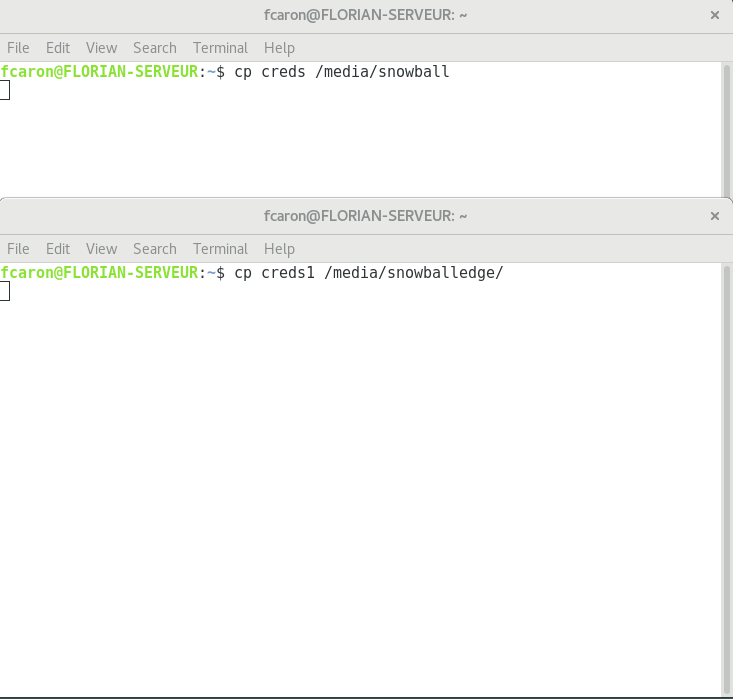 fcaron@FLORIAN-SERVEUR: ~ ×
File Edit View Search Terminal Help
fcaron@FLORIAN-SERVEUR:~$ cp creds /media/snowball
fcaron@FLORIAN-SERVEUR: ~ ×
File Edit View Search Terminal Help
fcaron@FLORIAN-SERVEUR:~$ cp creds1 /media/snowballedge/